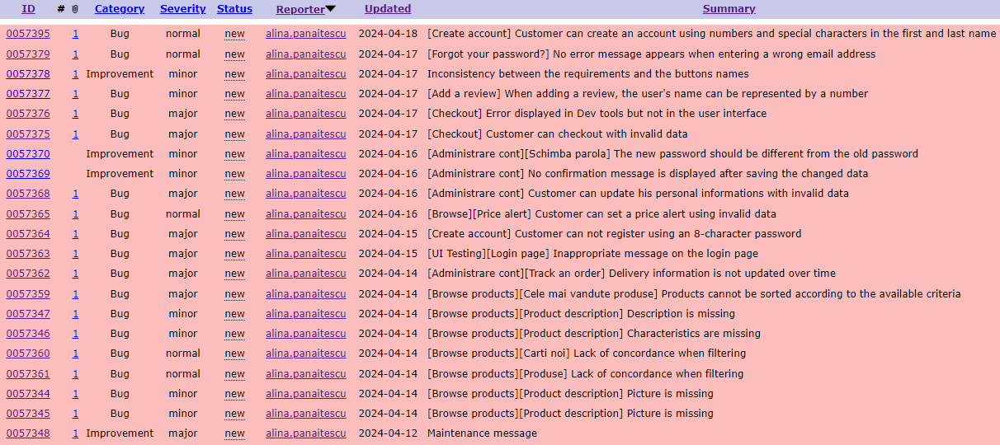 ID # Category Severity Status Reporter Updated Summary
0057395 1 Bug normal new alina.panaitescu 2024-04-18 [Create account] Customer can create an account using numbers and special characters in the first and last name
0057379 1 Bug normal new alina.panaitescu 2024-04-17 [Forgot your password?] No error message appears when entering a wrong email address
0057378 1 Improvement minor new alina.panaitescu 2024-04-17 Inconsistency between the requirements and the buttons names
0057377 1 Bug minor new alina.panaitescu 2024-04-17 [Add a review] When adding a review, the user's name can be represented by a number
0057376 1 Bug major new alina.panaitescu 2024-04-17 [Checkout] Error displayed in Dev tools but not in the user interface
0057375 1 Bug major new alina.panaitescu 2024-04-17 [Checkout] Customer can checkout with invalid data
0057370 Improvement minor new alina.panaitescu 2024-04-16 [Administrare cont][Schimba parola] The new password should be different from the old password
0057369 Improvement minor new alina.panaitescu 2024-04-16 [Administrare cont] No confirmation message is displayed after saving the changed data
0057368 1 Bug major new alina.panaitescu 2024-04-16 [Administrare cont] Customer can update his personal informations with invalid data
0057365 1 Bug normal new alina.panaitescu 2024-04-16 [Browse][Price alert] Customer can set a price alert using invalid data
0057364 1 Bug major new alina.panaitescu 2024-04-15 [Create account] Customer can not register using an 8-character password
0057363 1 Bug major new alina.panaitescu 2024-04-15 [UI Testing][Login page] Inappropriate message on the login page
0057362 1 Bug major new alina.panaitescu 2024-04-14 [Administrare cont][Track an order] Delivery information is not updated over time
0057359 1 Bug major new alina.panaitescu 2024-04-14 [Browse products][Cele mai vandute produse] Products cannot be sorted according to the available criteria
0057347 1 Bug minor new alina.panaitescu 2024-04-14 [Browse products][Product description] Description is missing
0057346 1 Bug minor new alina.panaitescu 2024-04-14 [Browse products][Product description] Characteristics are missing
0057360 1 Bug normal new alina.panaitescu 2024-04-14 [Browse products][Carti noi] Lack of concordance when filtering
0057361 1 Bug normal new alina.panaitescu 2024-04-14 [Browse products][Produse] Lack of concordance when filtering
0057344 1 Bug minor new alina.panaitescu 2024-04-14 [Browse products][Product description] Picture is missing
0057345 1 Bug minor new alina.panaitescu 2024-04-14 [Browse products][Product description] Picture is missing
0057348 1 Improvement major new alina.panaitescu 2024-04-12 Maintenance message